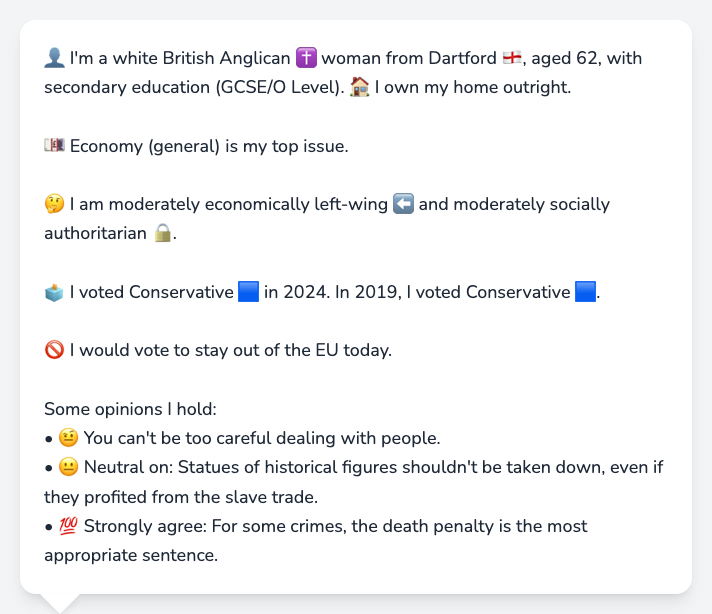 👤 I'm a white British Anglican ✝️ woman from Dartford 🏴󠁧󠁢󠁥󠁮󠁧󠁿, aged 62, with
secondary education (GCSE/O Level). 🏠 I own my home outright.
💷 Economy (general) is my top issue.
🤔 I am moderately economically left-wing ⬅️ and moderately socially
authoritarian 🔒.
🗳️ I voted Conservative 🟦 in 2024. In 2019, I voted Conservative 🟦.
🚫 I would vote to stay out of the EU today.
Some opinions I hold:
• 🤨 You can't be too careful dealing with people.
• 😐 Neutral on: Statues of historical figures shouldn't be taken down, even if
they profited from the slave trade.
• 💯 Strongly agree: For some crimes, the death penalty is the most
appropriate sentence.